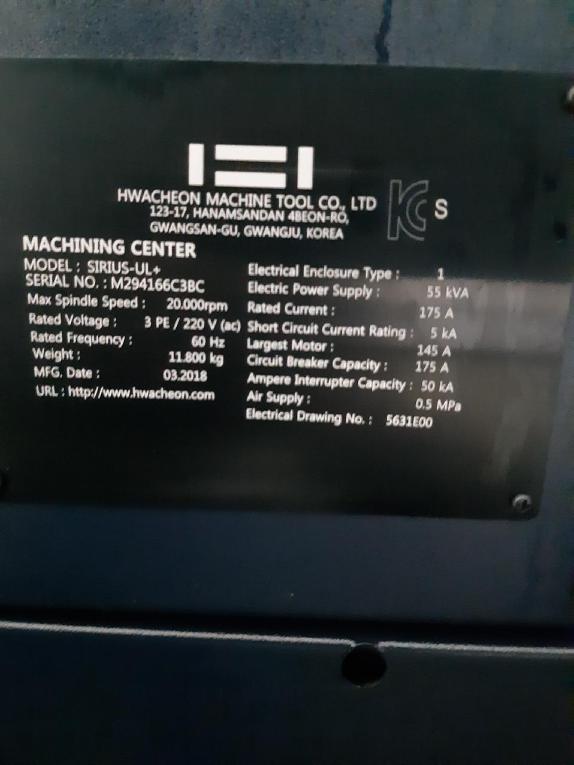 HWACHEON MACHINE TOOL CO., LTD
123-17, HANAMSANDAN 4BEON-RO,
GWANGSAN-GU, GWANGJU, KOREA
KC S
MACHINING CENTER
MODEL : SIRIUS-UL+
SERIAL NO. : M294166C3BC
Max Spindle Speed : 20.000rpm
Rated Voltage : 3 PE / 220 V (ac)
Rated Frequency : 60 Hz
Weight : 11.800 kg
MFG. Date : 03.2018
URL : http://www.hwacheon.com
Electrical Enclosure Type : 1
Electric Power Supply : 55 kVA
Rated Current : 175 A
Short Circuit Current Rating : 5 kA
Largest Motor : 145 A
Circuit Breaker Capacity : 175 A
Ampere Interrupter Capacity : 50 kA
Air Supply : 0.5 MPa
Electrical Drawing No. : 5631E00